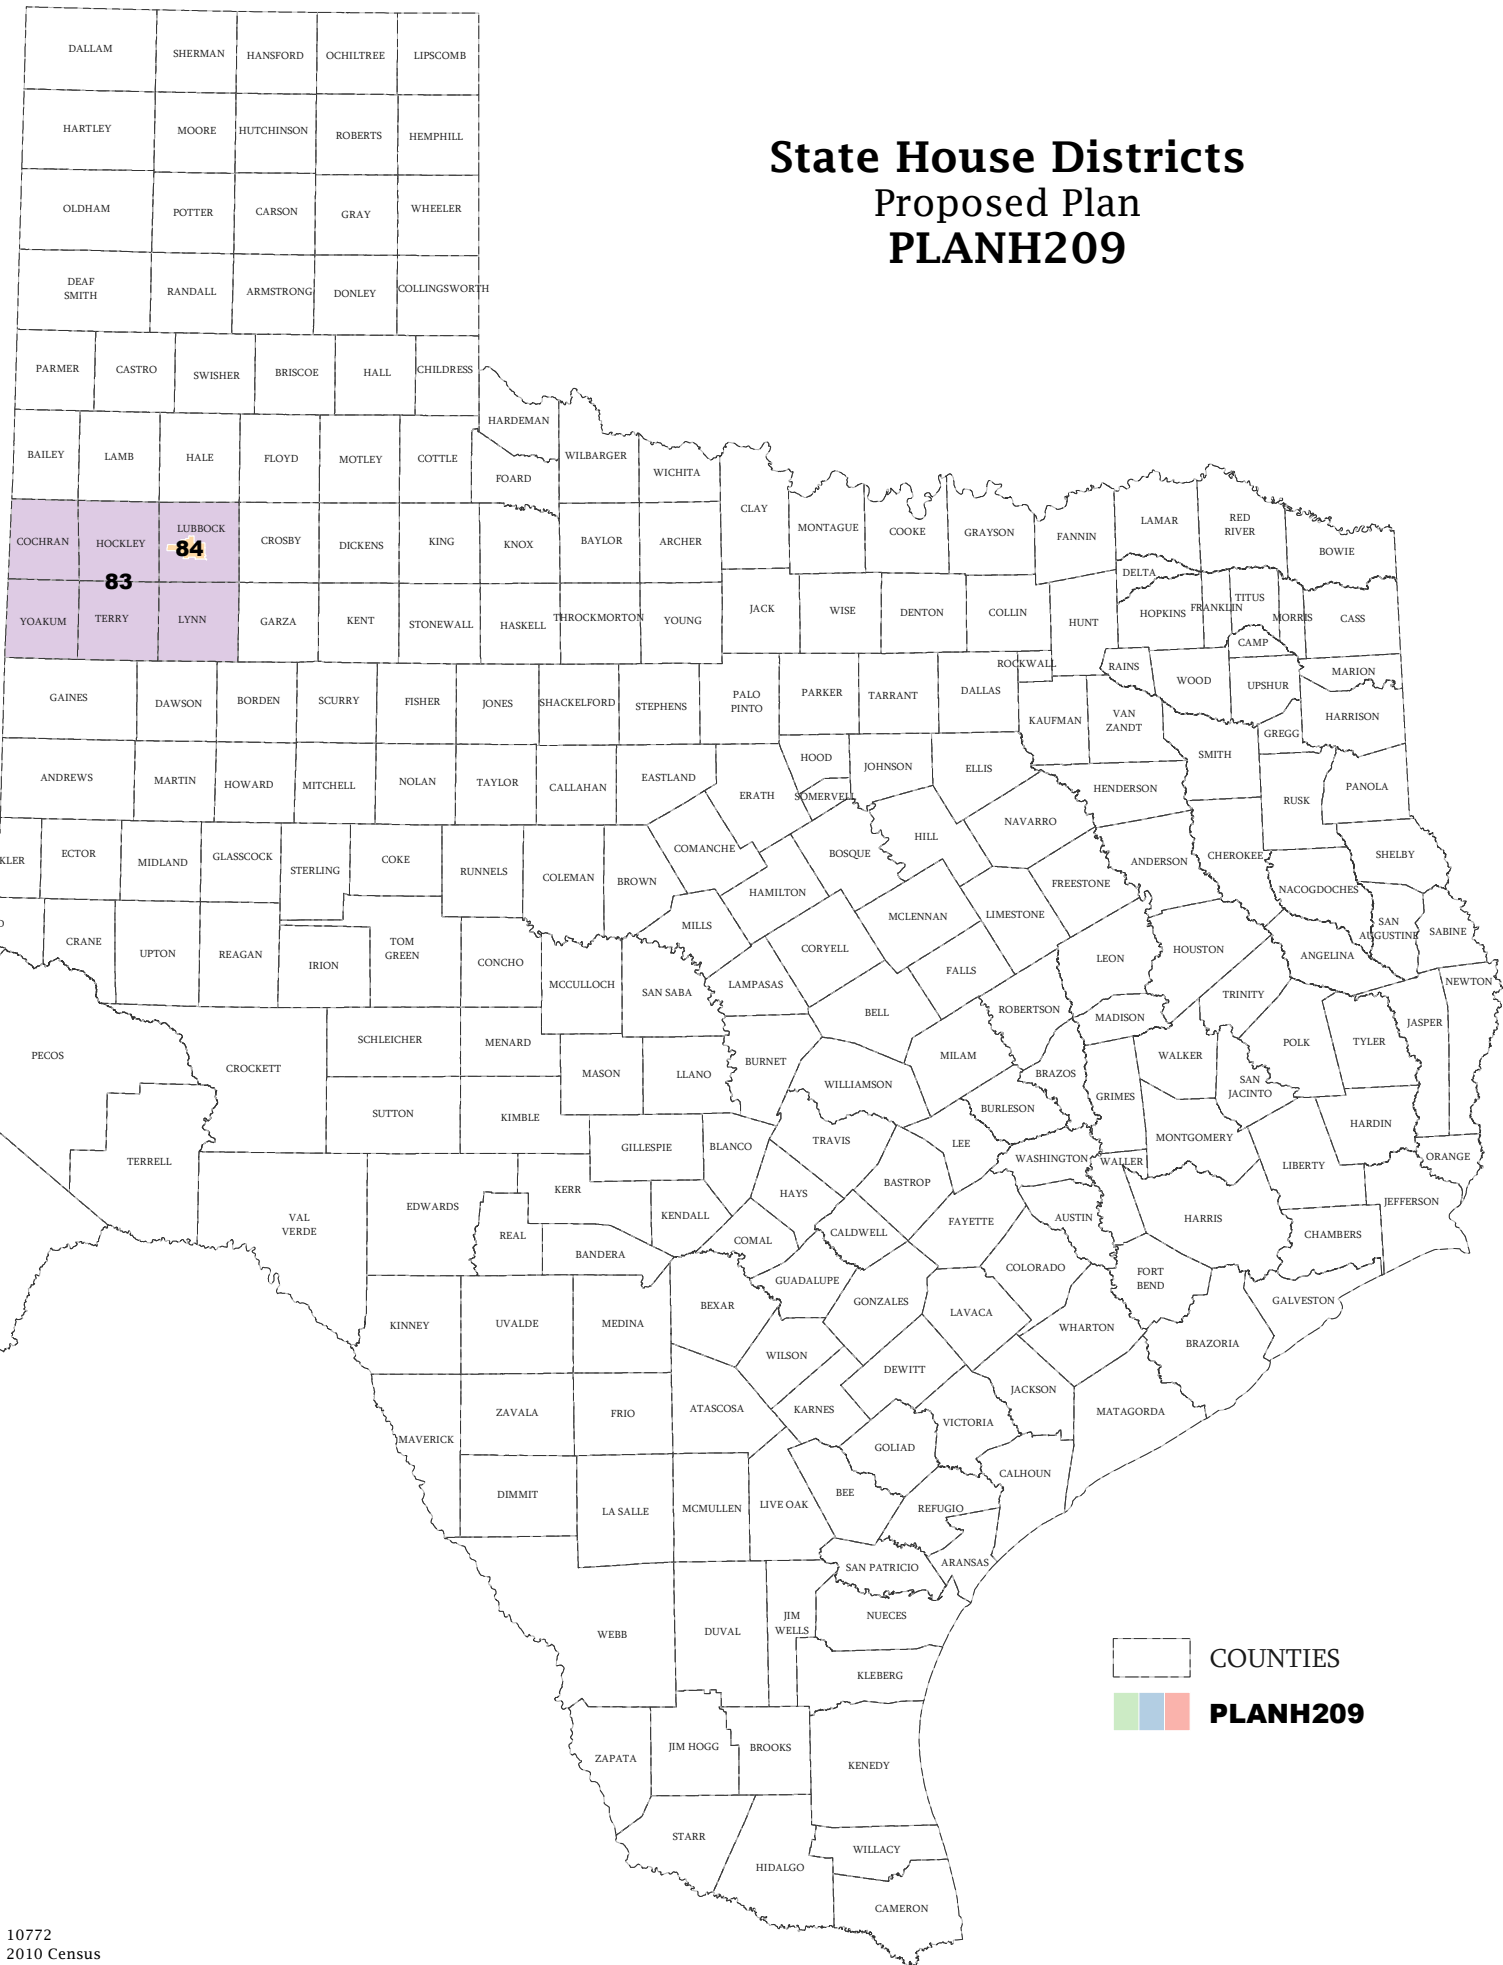 State House Districts
Proposed Plan
PLANH209
DALLAM
SHERMAN
HANSFORD
OCHILTREE
LIPSCOMB
HARTLEY
MOORE
HUTCHINSON
ROBERTS
HEMPHILL
OLDHAM
POTTER
CARSON
GRAY
WHEELER
DEAF
SMITH
RANDALL
ARMSTRONG
DONLEY
COLLINGSWORTH
PARMER
CASTRO
SWISHER
BRISCOE
HALL
CHILDRESS
HARDEMAN
BAILEY
LAMB
HALE
FLOYD
MOTLEY
COTTLE
FOARD
WILBARGER
WICHITA
CLAY
MONTAGUE
COOKE
GRAYSON
FANNIN
LAMAR
RED
RIVER
BOWIE
COCHRAN
HOCKLEY
LUBBOCK
84
83
CROSBY
DICKENS
KING
KNOX
BAYLOR
ARCHER
DELTA
YOAKUM
TERRY
LYNN
GARZA
KENT
STONEWALL
HASKELL
THROCKMORTON
YOUNG
JACK
WISE
DENTON
COLLIN
HUNT
HOPKINS
FRANKLIN
TITUS
MORRIS
CASS
CAMP
ROCKWALL
RAINS
WOOD
UPSHUR
MARION
GAINES
DAWSON
BORDEN
SCURRY
FISHER
JONES
SHACKELFORD
STEPHENS
PALO
PINTO
PARKER
TARRANT
DALLAS
KAUFMAN
VAN
ZANDT
GREGG
HARRISON
ANDREWS
MARTIN
HOWARD
MITCHELL
NOLAN
TAYLOR
CALLAHAN
EASTLAND
ERATH
HOOD
SOMERVELL
JOHNSON
ELLIS
HENDERSON
SMITH
RUSK
PANOLA
KLER
ECTOR
MIDLAND
GLASSCOCK
STERLING
COKE
RUNNELS
COLEMAN
BROWN
COMANCHE
HAMILTON
BOSQUE
HILL
NAVARRO
FREESTONE
ANDERSON
CHEROKEE
NACOGDOCHES
SHELBY
CRANE
UPTON
REAGAN
IRION
TOM
GREEN
CONCHO
MCCULLOCH
SAN SABA
MILLS
LAMPASAS
CORYELL
MCLENNAN
LIMESTONE
FALLS
LEON
HOUSTON
ANGELINA
SAN
AUGUSTINE
SABINE
NEWTON
PECOS
TERRELL
CROCKETT
SCHLEICHER
SUTTON
MENARD
KIMBLE
MASON
LLANO
BURNET
BELL
WILLIAMSON
MILAM
ROBERTSON
BRAZOS
MADISON
GRIMES
WALKER
TRINITY
SAN
JACINTO
POLK
TYLER
JASPER
HARDIN
ORANGE
VAL
VERDE
EDWARDS
REAL
KERR
BANDERA
GILLESPIE
KENDALL
BLANCO
COMAL
HAYS
TRAVIS
CALDWELL
BASTROP
LEE
BURLESON
WASHINGTON
WALLER
MONTGOMERY
LIBERTY
JEFFERSON
CHAMBERS
HARRIS
AUSTIN
FAYETTE
COLORADO
FORT
BEND
GALVESTON
BRAZORIA
KINNEY
UVALDE
MEDINA
BEXAR
GUADALUPE
GONZALES
LAVACA
WHARTON
WILSON
DEWITT
JACKSON
MATAGORDA
MAVERICK
ZAVALA
FRIO
ATASCOSA
KARNES
GOLIAD
VICTORIA
CALHOUN
DIMMIT
LA SALLE
MCMULLEN
LIVE OAK
BEE
REFUGIO
ARANSAS
SAN PATRICIO
WEBB
DUVAL
JIM
WELLS
NUECES
KLEBERG
ZAPATA
JIM HOGG
BROOKS
KENEDY
STARR
HIDALGO
WILLACY
CAMERON
COUNTIES
PLANH209
10772
2010 Census